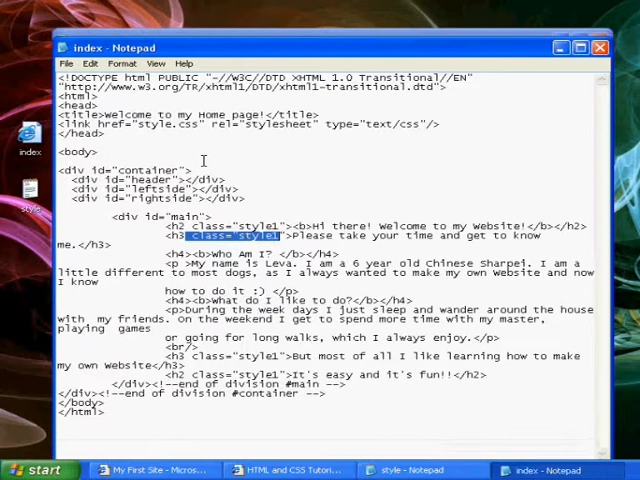 index - Notepad
File Edit Format View Help
<!DOCTYPE html PUBLIC "-//W3C//DTD XHTML 1.0 Transitional//EN"
"http://www.w3.org/TR/xhtml1/DTD/xhtml1-transitional.dtd">
<html>
<head>
<title>Welcome to my Home page!</title>
<link href="style.css" rel="stylesheet" type="text/css"/>
</head>
<body>
<div id="container">
<div id="header"></div>
<div id="leftside"></div>
<div id="rightside"></div>
<div id="main">
<h2 class="style1"><b>Hi there! Welcome to my Website!</b></h2>
<h3 class="style1">Please take your time and get to know
me.</h3>
<h4><b>Who Am I? </b></h4>
<p >My name is Leva. I am a 6 year old Chinese Sharpei. I am a
little different to most dogs, as I always wanted to make my own Website and now
I know
how to do it :) </p>
<h4><b>What do I like to do?</b></h4>
<p>During the week days I just sleep and wander around the house
with  my friends. On the weekend I get to spend more time with my master,
playing  games
or going for long walks, which I always enjoy.</p>
<br/>
<h3 class="style1">But most of all I like learning how to make
my own Website</h3>
<h2 class="style1">It's easy and it's fun!!</h2>
</div><!--end of division #main -->
</div><!--end of division #container -->
</body>
</html>
index
style
start
My First Site - Micros...
HTML and CSS Tutori...
style - Notepad
index - Notepad